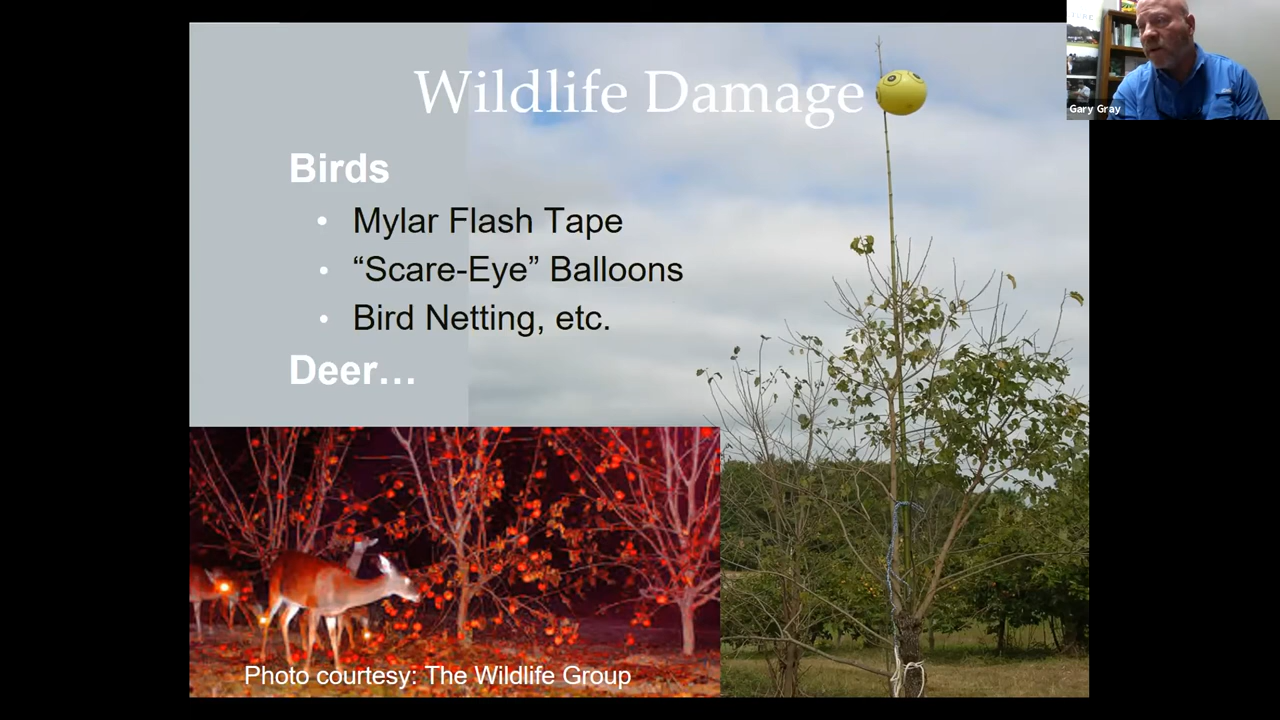 Wildlife Damage
Birds
• Mylar Flash Tape
• “Scare-Eye” Balloons
• Bird Netting, etc.
Deer…
Photo courtesy: The Wildlife Group
Gary Gray